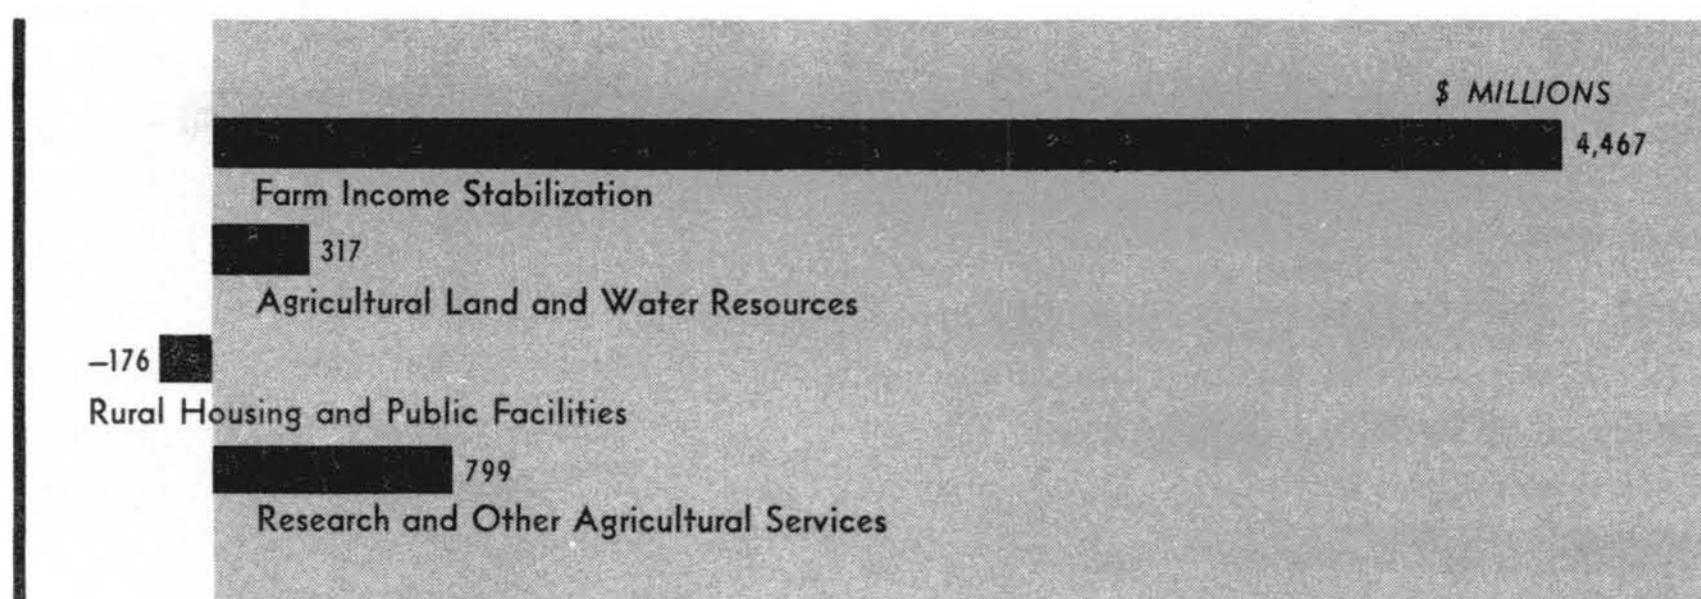 $ MILLIONS
4,467
Farm Income Stabilization
317
Agricultural Land and Water Resources
–176
Rural Housing and Public Facilities
799
Research and Other Agricultural Services